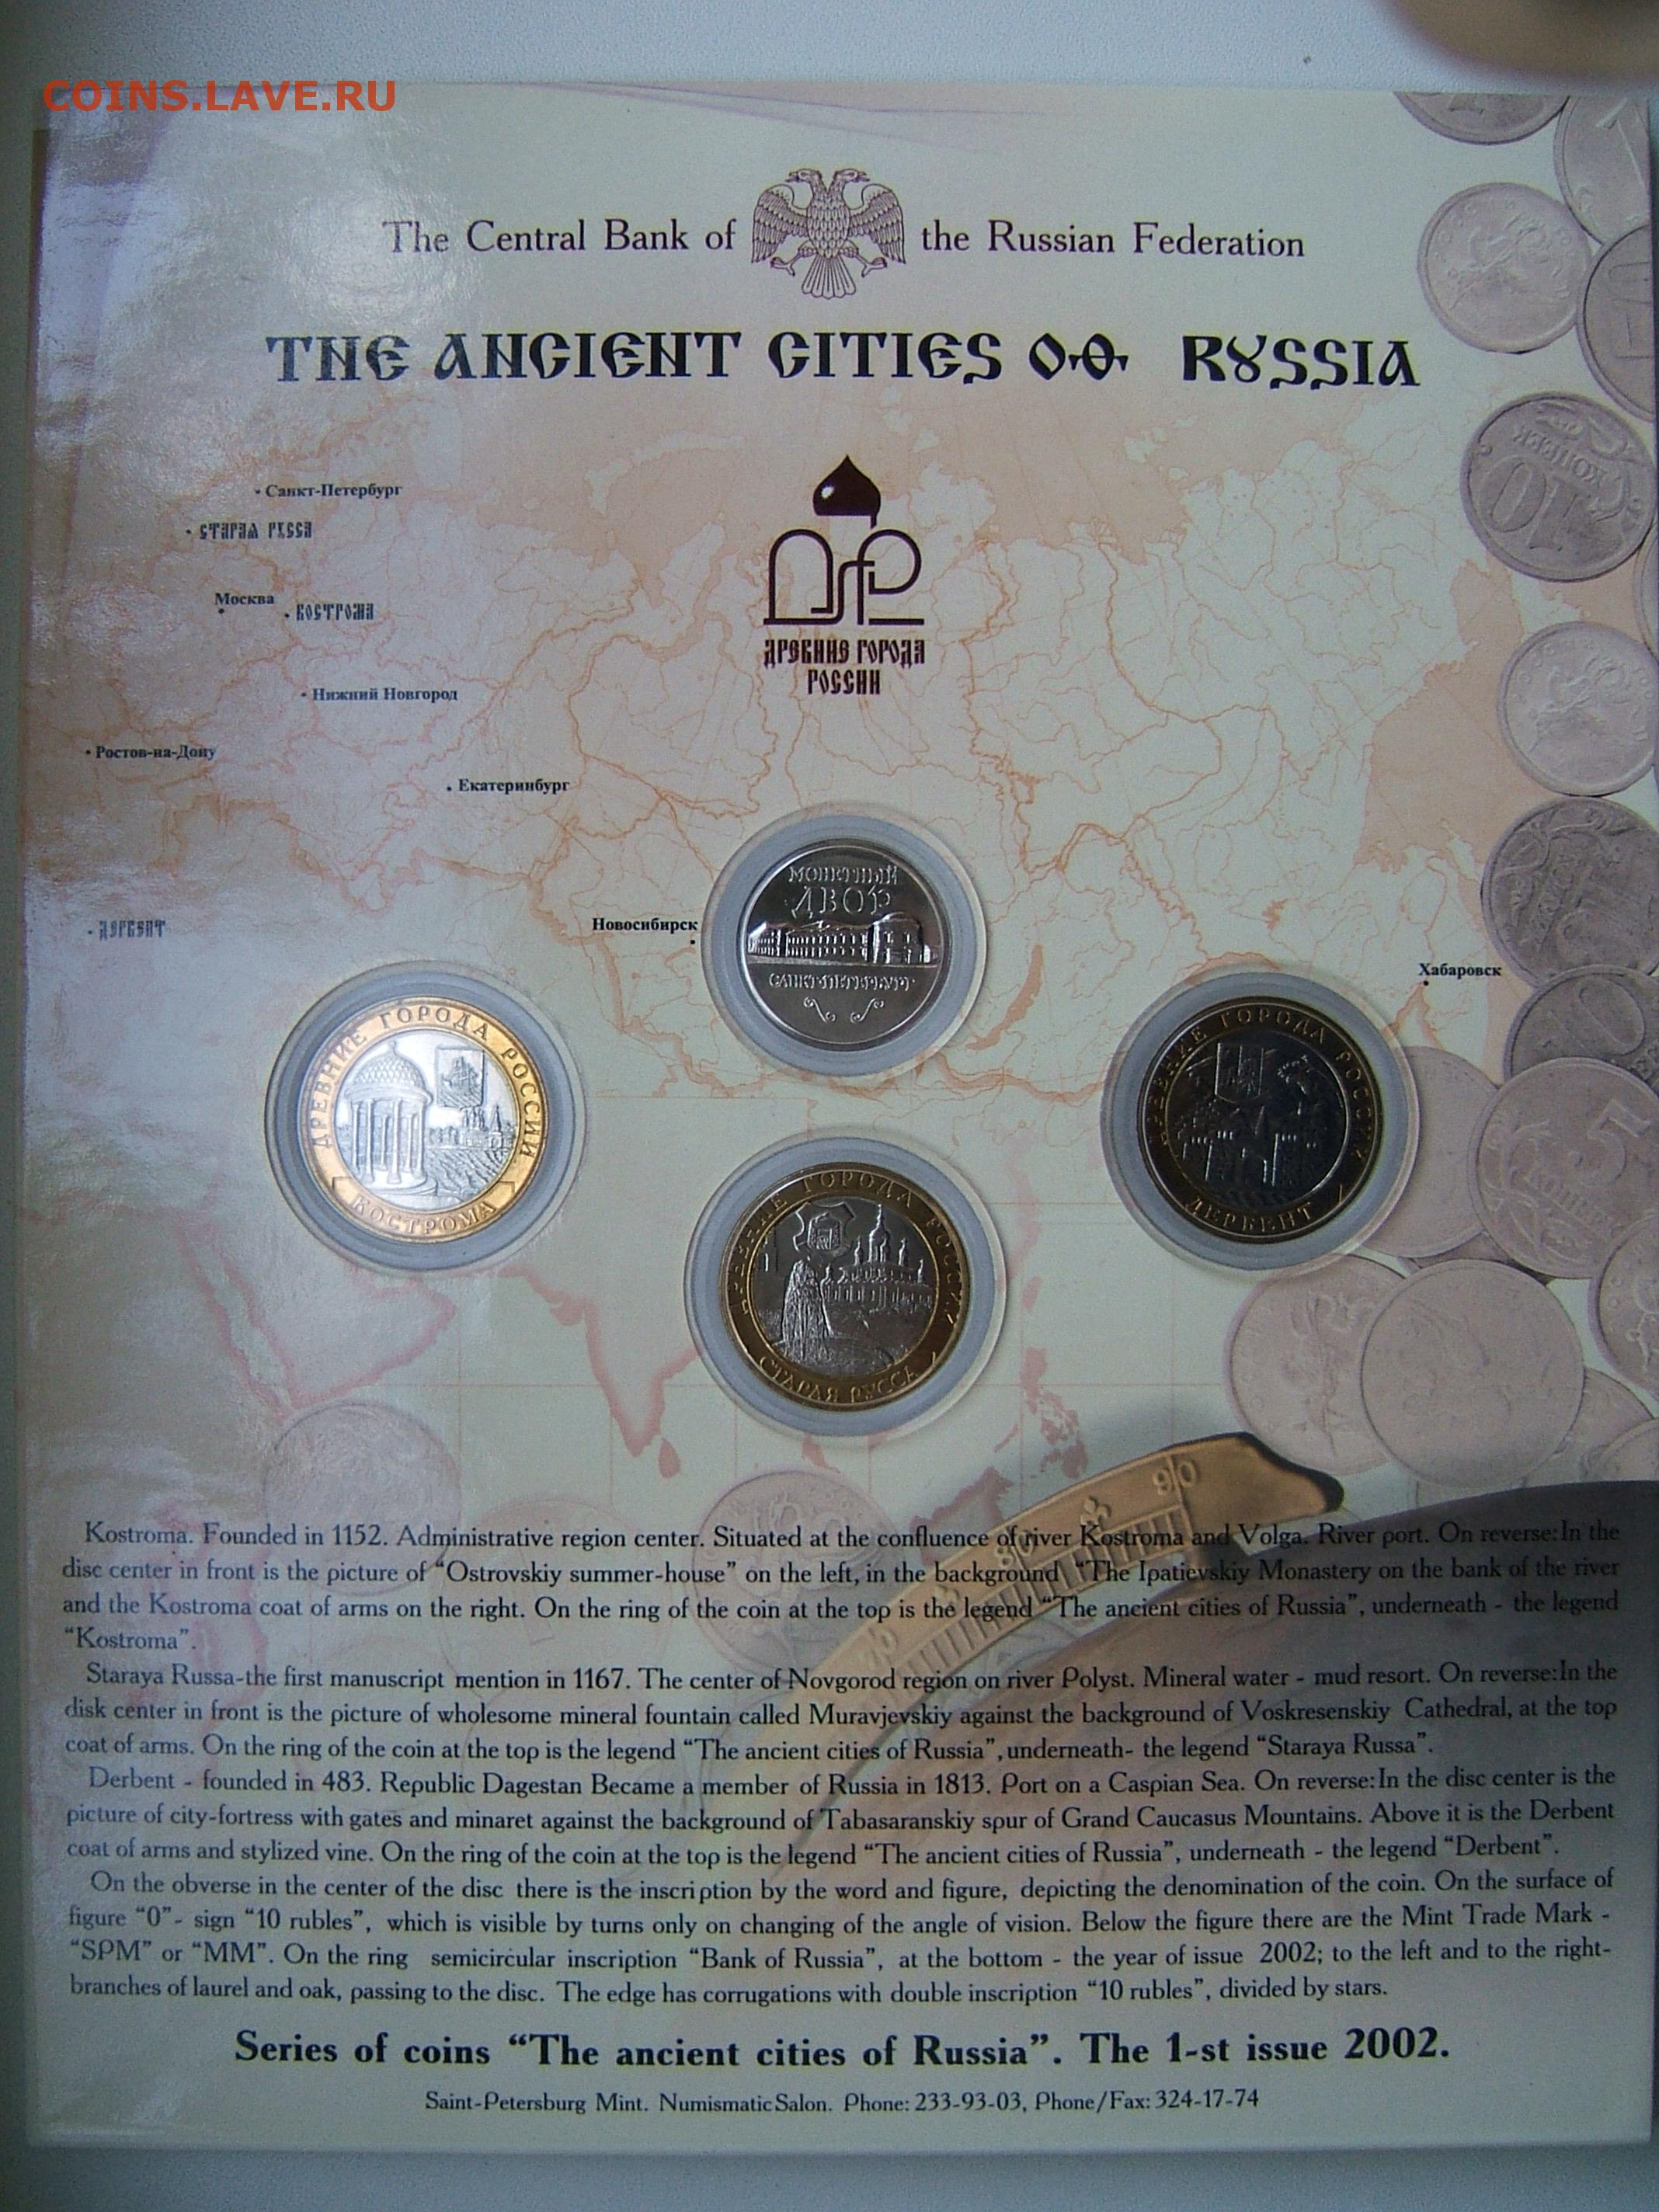 COINS.LAVE.RU
The Central Bank of the Russian Federation
THE ANCIENT CITIES OF RUSSIA
Санкт-Петербург
СТАРАЯ РУССА
Москва
КОСТРОМА
ДРЕВНИЕ ГОРОДА
РОССИИ
Нижний Новгород
Ростов-на-Дону
Екатеринбург
ДЕРБЕНТ
Новосибирск
Хабаровск
МОНЕТНЫЙ
ДВОР
САНКТ-ПЕТЕРБУРГ
ДРЕВНИЕ ГОРОДА РОССИИ
КОСТРОМА
ДРЕВНИЕ ГОРОДА РОССИИ
ДЕРБЕНТ
ДРЕВНИЕ ГОРОДА РОССИИ
СТАРАЯ РУССА
10
КОПЕЕК
10
5
КОПЕЕК
80
90
Kostroma. Founded in 1152. Administrative region center. Situated at the confluence of river Kostroma and Volga. River port. On reverse:In the
disc center in front is the picture of “Ostrovskiy summer-house” on the left, in the background “The Ipatievskiy Monastery on the bank of the river
and the Kostroma coat of arms on the right. On the ring of the coin at the top is the legend “The ancient cities of Russia”, underneath - the legend
“Kostroma”.
Staraya Russa-the first manuscript mention in 1167. The center of Novgorod region on river Polyst. Mineral water - mud resort. On reverse:In the
disk center in front is the picture of wholesome mineral fountain called Muravjevskiy against the background of Voskresenskiy Cathedral, at the top
coat of arms. On the ring of the coin at the top is the legend “The ancient cities of Russia”, underneath- the legend “Staraya Russa”.
Derbent - founded in 483. Republic Dagestan Became a member of Russia in 1813. Port on a Caspian Sea. On reverse:In the disc center is the
picture of city-fortress with gates and minaret against the background of Tabasaranskiy spur of Grand Caucasus Mountains. Above it is the Derbent
coat of arms and stylized vine. On the ring of the coin at the top is the legend “The ancient cities of Russia”, underneath - the legend “Derbent”.
On the obverse in the center of the disc there is the inscription by the word and figure, depicting the denomination of the coin. On the surface of
figure “0”- sign “10 rubles”, which is visible by turns only on changing of the angle of vision. Below the figure there are the Mint Trade Mark -
“SPM” or “MM”. On the ring semicircular inscription “Bank of Russia”, at the bottom - the year of issue 2002; to the left and to the right-
branches of laurel and oak, passing to the disc. The edge has corrugations with double inscription “10 rubles”, divided by stars.
Series of coins “The ancient cities of Russia”. The 1-st issue 2002.
Saint-Petersburg Mint. Numismatic Salon. Phone: 233-93-03, Phone/Fax: 324-17-74